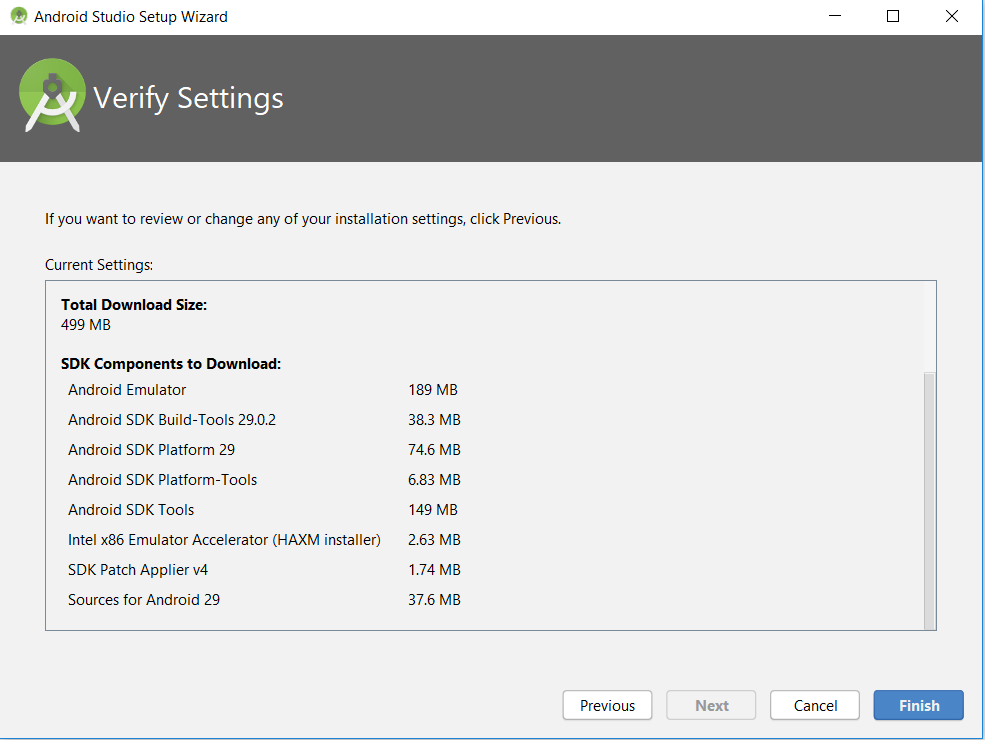 Android Studio Setup Wizard
Verify Settings
If you want to review or change any of your installation settings, click Previous.
Current Settings:
Total Download Size:
499 MB
SDK Components to Download:
Android Emulator 189 MB
Android SDK Build-Tools 29.0.2 38.3 MB
Android SDK Platform 29 74.6 MB
Android SDK Platform-Tools 6.83 MB
Android SDK Tools 149 MB
Intel x86 Emulator Accelerator (HAXM installer) 2.63 MB
SDK Patch Applier v4 1.74 MB
Sources for Android 29 37.6 MB
Previous Next Cancel Finish